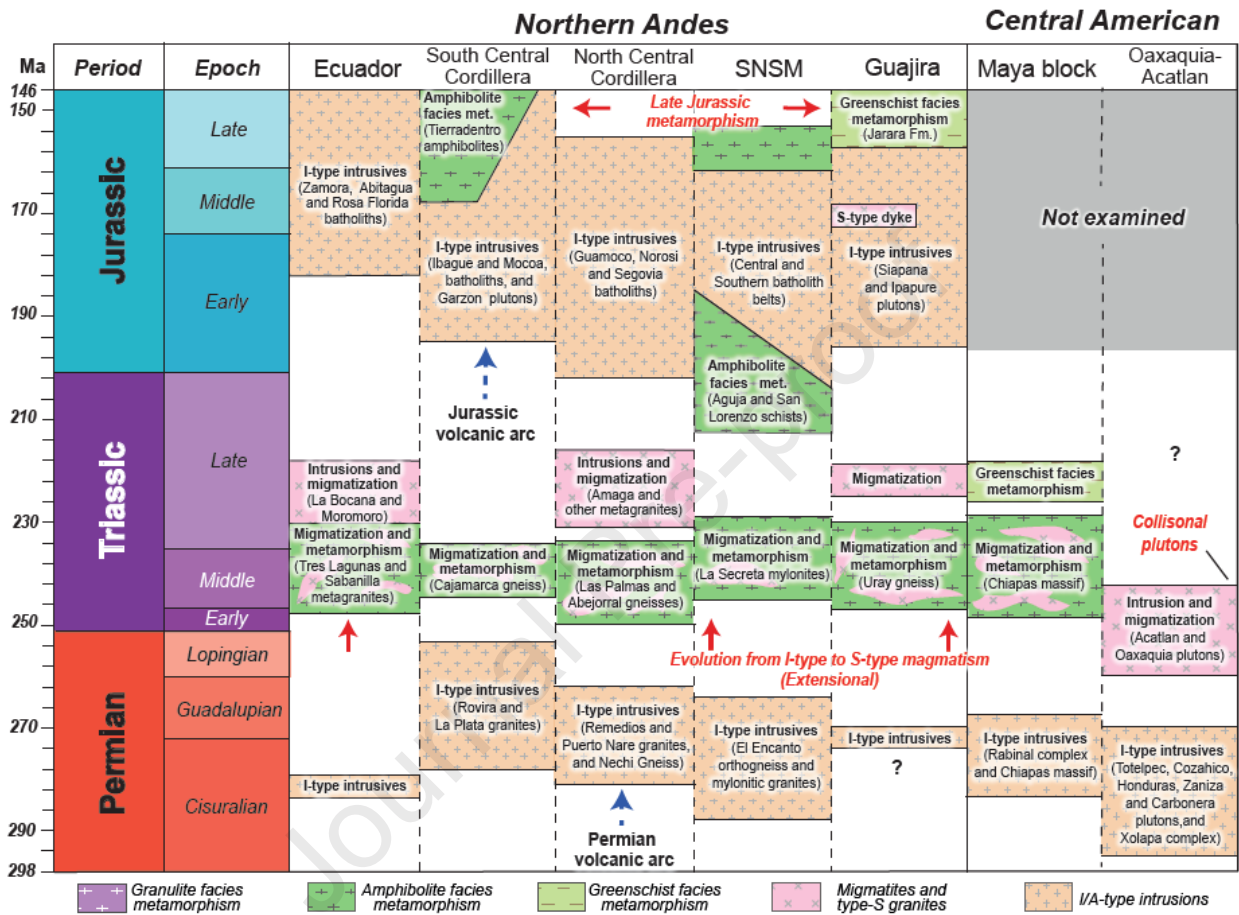 Northern Andes
Central American
Ma
Period
Epoch
Ecuador
South Central
Cordillera
North Central
Cordillera
SNSM
Guajira
Maya block
Oaxaquia-
Acatlan
146
150
170
190
210
230
250
270
290
298
Jurassic
Triassic
Permian
Late
Middle
Early
Late
Middle
Early
Lopingian
Guadalupian
Cisuralian
I-type intrusives
(Zamora, Abitagua
and Rosa Florida
batholiths)
Intrusions and
migmatization
(La Bocana and
Moromoro)
Migmatization and
metamorphism
(Tres Lagunas and
Sabanilla
metagranites)
I-type intrusives
Amphibolite
facies met.
(Tierradentro
amphibolites)
I-type intrusives
(Ibague and Mocoa,
batholiths, and
Garzon plutons)
Jurassic
volcanic arc
Migmatization and
metamorphism
(Cajamarca gneiss)
I-type intrusives
(Rovira and
La Plata granites)
Late Jurassic
metamorphism
I-type intrusives
(Guamoco, Norosi
and Segovia
batholiths)
Intrusions and
migmatization
(Amaga and
other metagranites)
Migmatization and
metamorphism
(Las Palmas and
Abejorral gneisses)
I-type intrusives
(Remedios and
Puerto Nare granites,
and Nechi Gneiss)
Permian
volcanic arc
I-type intrusives
(Central and
Southern batholith
belts)
Amphibolite
facies met.
(Aguja and San
Lorenzo schists)
Migmatization and
metamorphism
(La Secreta mylonites)
Evolution from I-type to S-type magmatism
(Extensional)
I-type intrusives
(El Encanto
orthogneiss and
mylonitic granites)
Greenschist facies
metamorphism
(Jarara Fm.)
S-type dyke
I-type intrusives
(Siapana
and Ipapure
plutons)
Migmatization
Migmatization and
metamorphism
(Uray gneiss)
I-type intrusives
?
Not examined
Greenschist facies
metamorphism
Migmatization and
metamorphism
(Chiapas massif)
I-type intrusives
(Rabinal complex
and Chiapas massif)
?
Collisonal
plutons
Intrusion and
migmatization
(Acatlan and
Oaxaquia plutons)
I-type intrusives
(Totelpec, Cozahico,
Honduras, Zaniza
and Carbonera
plutons,and
Xolapa complex)
Granulite facies
metamorphism
Amphibolite facies
metamorphism
Greenschist facies
metamorphism
Migmatites and
type-S granites
I/A-type intrusions
Journal Pre-proof